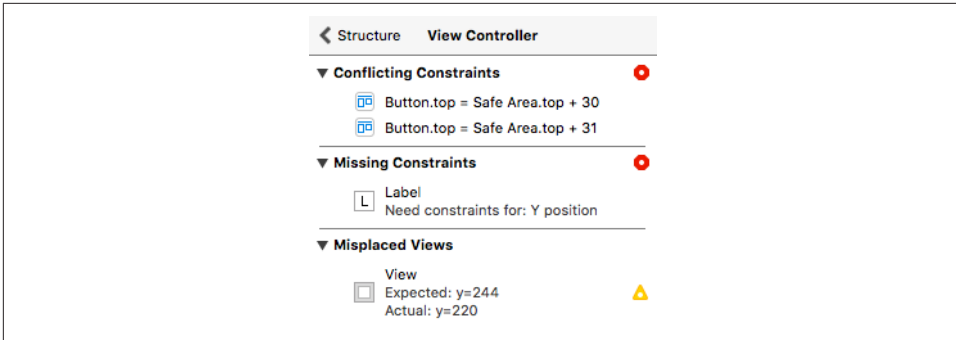 Structure View Controller
Conflicting Constraints
Button.top = Safe Area.top + 30
Button.top = Safe Area.top + 31
Missing Constraints
L Label
Need constraints for: Y position
Misplaced Views
View
Expected: y=244
Actual: y=220